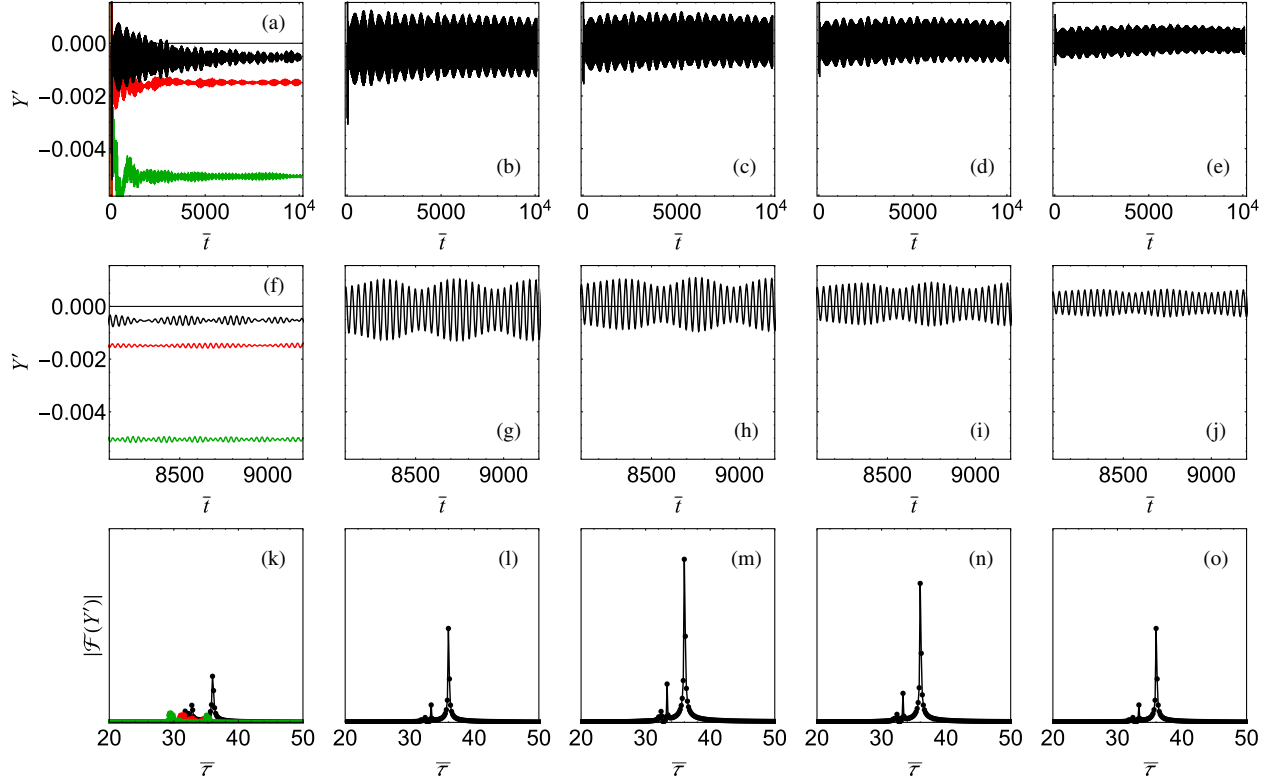 (a)
0.000
−0.002
−0.004
Y′
0 5000 10⁴
t̅
(b)
0 5000 10⁴
t̅
(c)
0 5000 10⁴
t̅
(d)
0 5000 10⁴
t̅
(e)
0 5000 10⁴
t̅
(f)
0.000
−0.002
−0.004
Y′
8500 9000
t̅
(g)
8500 9000
t̅
(h)
8500 9000
t̅
(i)
8500 9000
t̅
(j)
8500 9000
t̅
(k)
|ℱ(Y′)|
20 30 40 50
τ̅
(l)
20 30 40 50
τ̅
(m)
20 30 40 50
τ̅
(n)
20 30 40 50
τ̅
(o)
20 30 40 50
τ̅